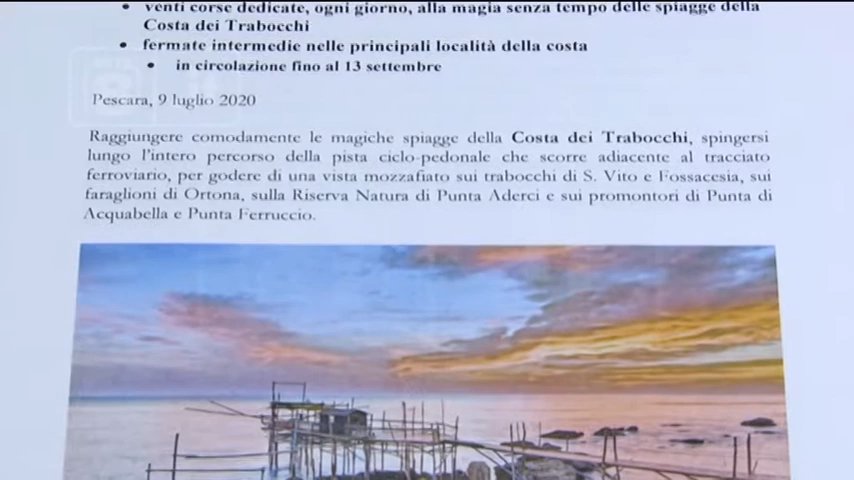 venti corse dedicate, ogni giorno, alla magia senza tempo delle spiagge della
Costa dei Trabocchi
fermate intermedie nelle principali località della costa
in circolazione fino al 13 settembre
Pescara, 9 luglio 2020
Raggiungere comodamente le magiche spiagge della Costa dei Trabocchi, spingersi
lungo l'intero percorso della pista ciclo-pedonale che scorre adiacente al tracciato
ferroviario, per godere di una vista mozzafiato sui trabocchi di S. Vito e Fossacesia, sui
faraglioni di Ortona, sulla Riserva Natura di Punta Aderci e sui promontori di Punta di
Acquabella e Punta Ferruccio.